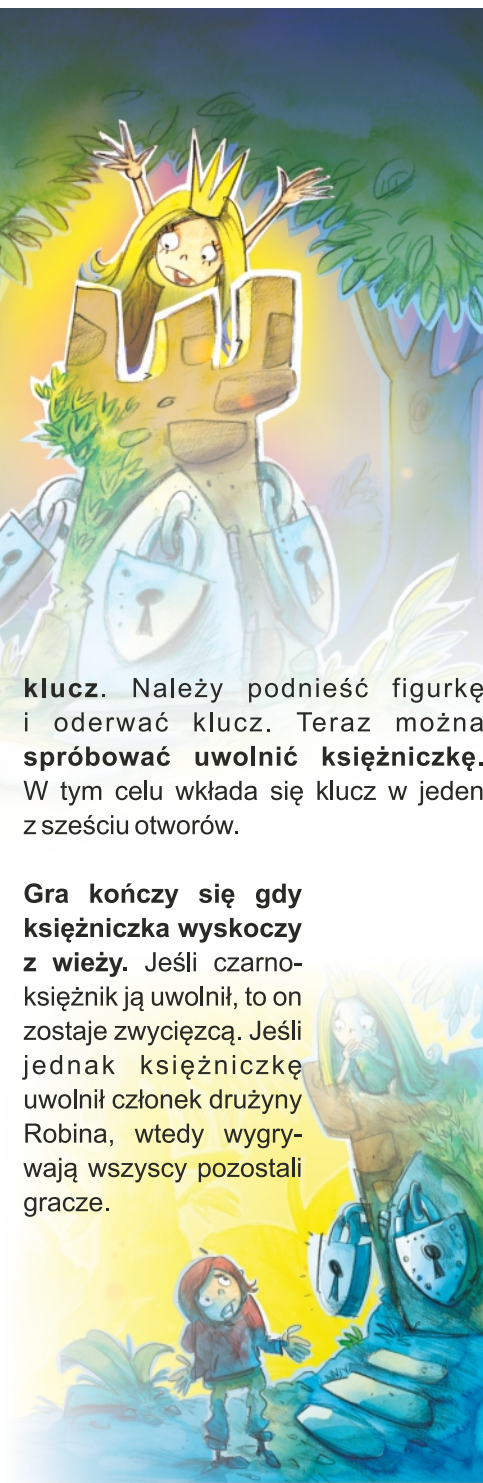 klucz. Należy podnieść figurkę
i oderwać klucz. Teraz można
spróbować uwolnić księżniczkę.
W tym celu wkłada się klucz w jeden
z sześciu otworów.
Gra kończy się gdy
księżniczka wyskoczy
z wieży. Jeśli czarno-
księżnik ją uwolnił, to on
zostaje zwycięzcą. Jeśli
jednak księżniczkę
uwolnił członek drużyny
Robina, wtedy wygry-
wają wszyscy pozostali
gracze.